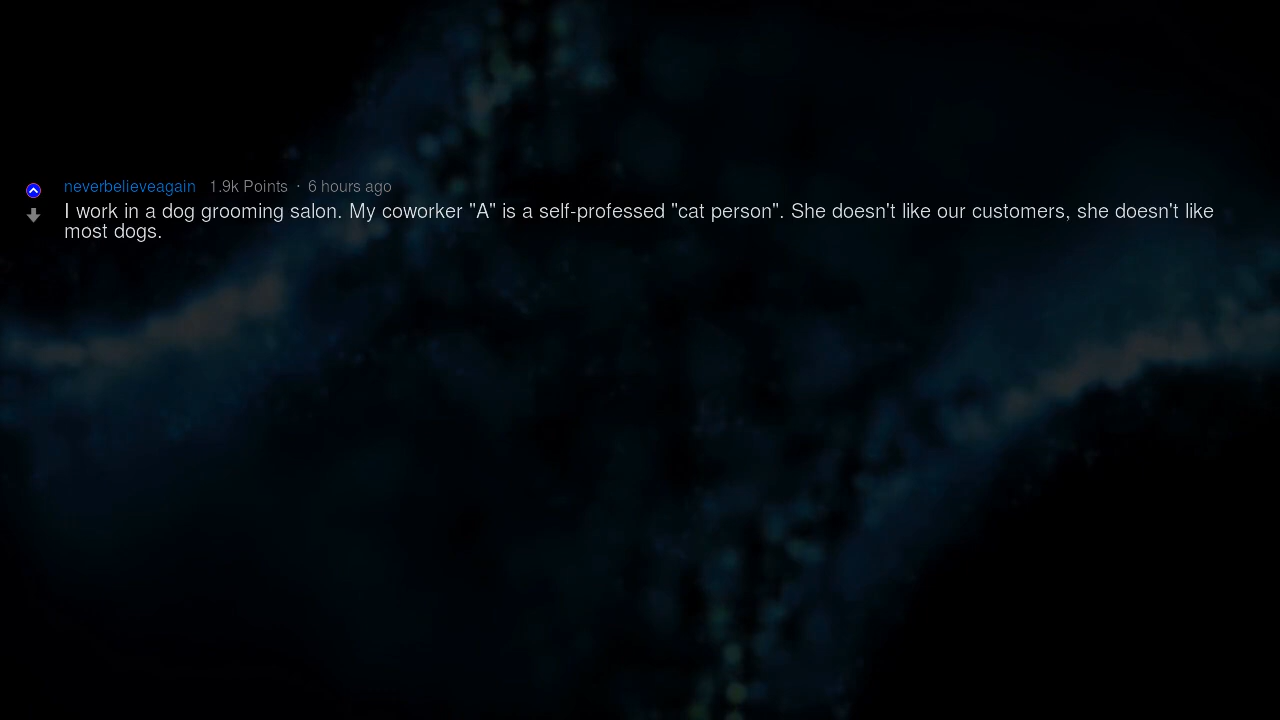 neverbelieveagain 1.9k Points · 6 hours ago
I work in a dog grooming salon. My coworker "A" is a self-professed "cat person". She doesn't like our customers, she doesn't like
most dogs.